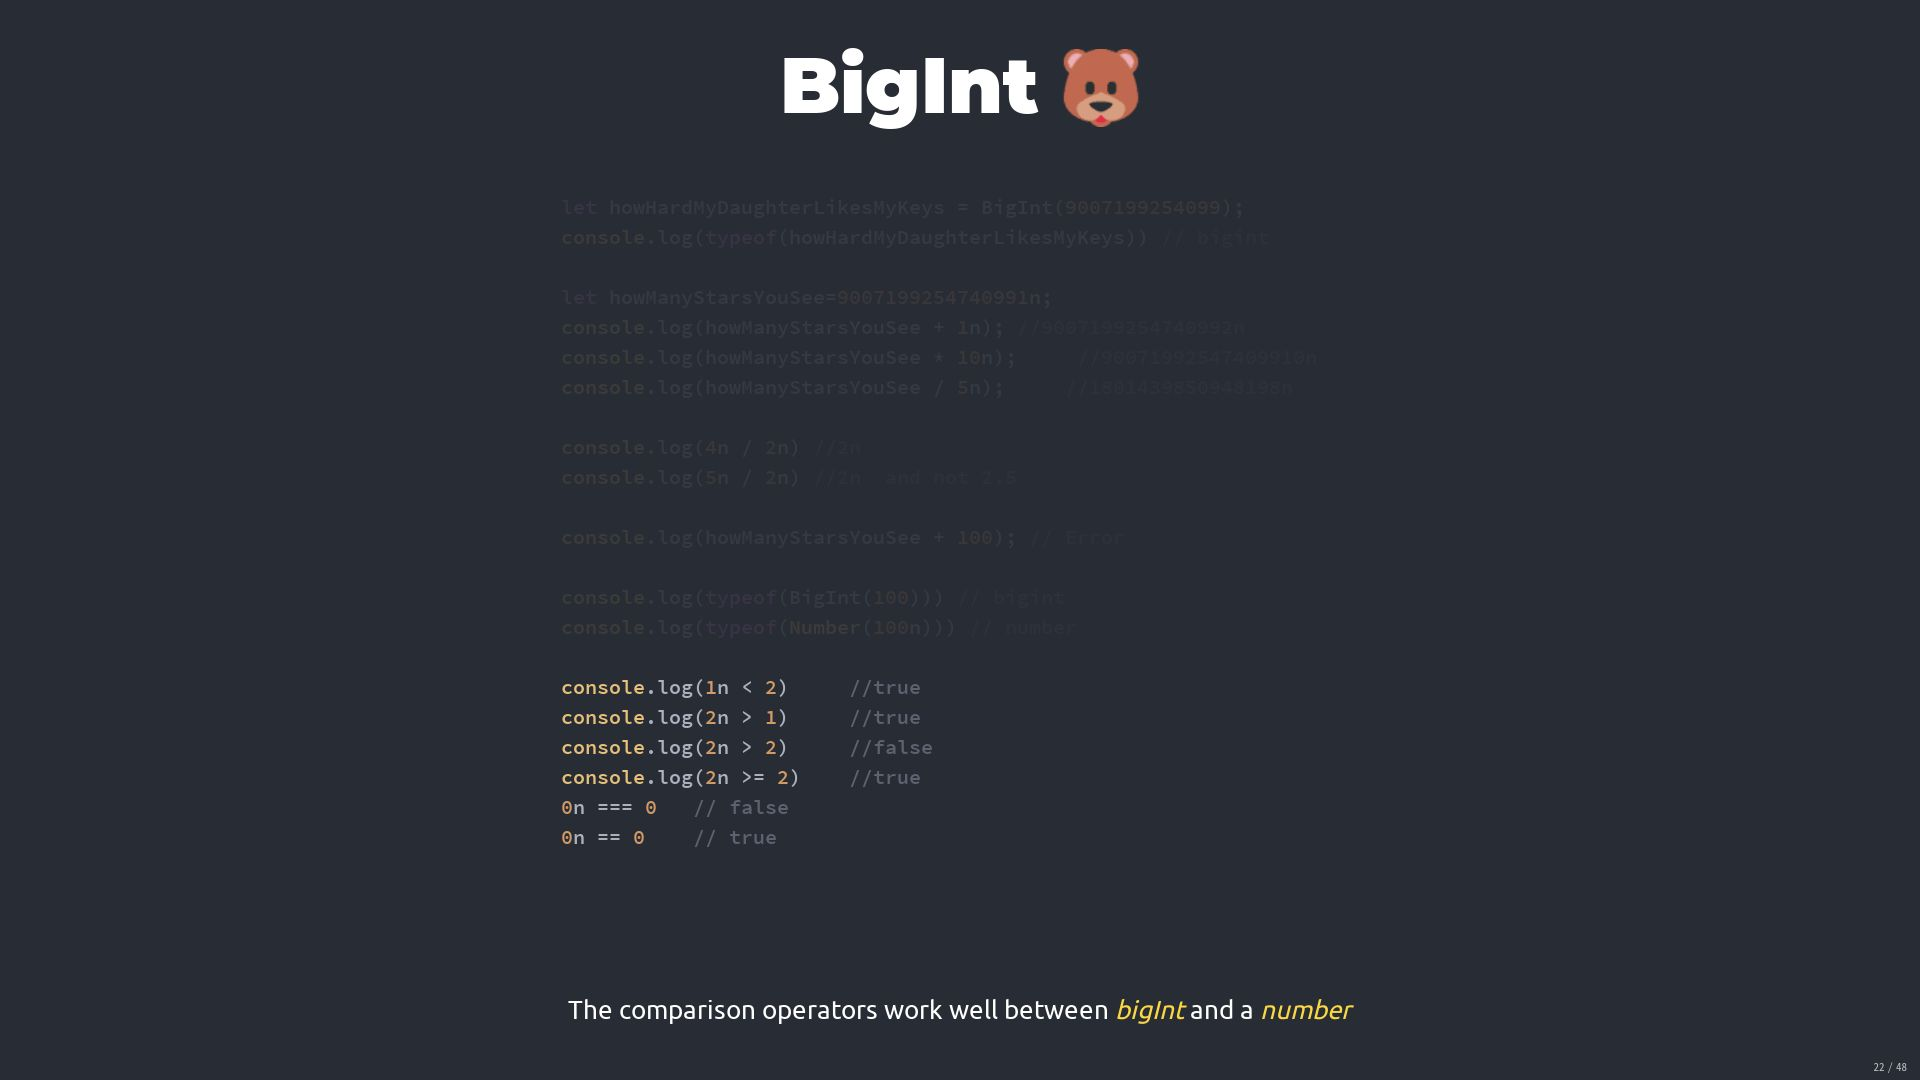 BigInt
let howHardMyDaughterLikesMyKeys = BigInt(9007199254099);
console.log(typeof(howHardMyDaughterLikesMyKeys)) // bigint
let howManyStarsYouSee=9007199254740991n;
console.log(howManyStarsYouSee + 1n); //9007199254740992n
console.log(howManyStarsYouSee * 10n);     //90071992547409910n
console.log(howManyStarsYouSee / 5n);     //1801439850948198n
console.log(4n / 2n) //2n
console.log(5n / 2n) //2n  and not 2.5
console.log(howManyStarsYouSee + 100); // Error
console.log(typeof(BigInt(100))) // bigint
console.log(typeof(Number(100n))) // number
console.log(1n < 2)     //true
console.log(2n > 1)     //true
console.log(2n > 2)     //false
console.log(2n >= 2)    //true
0n === 0   // false
0n == 0    // true
The comparison operators work well between bigInt and a number
22 / 48